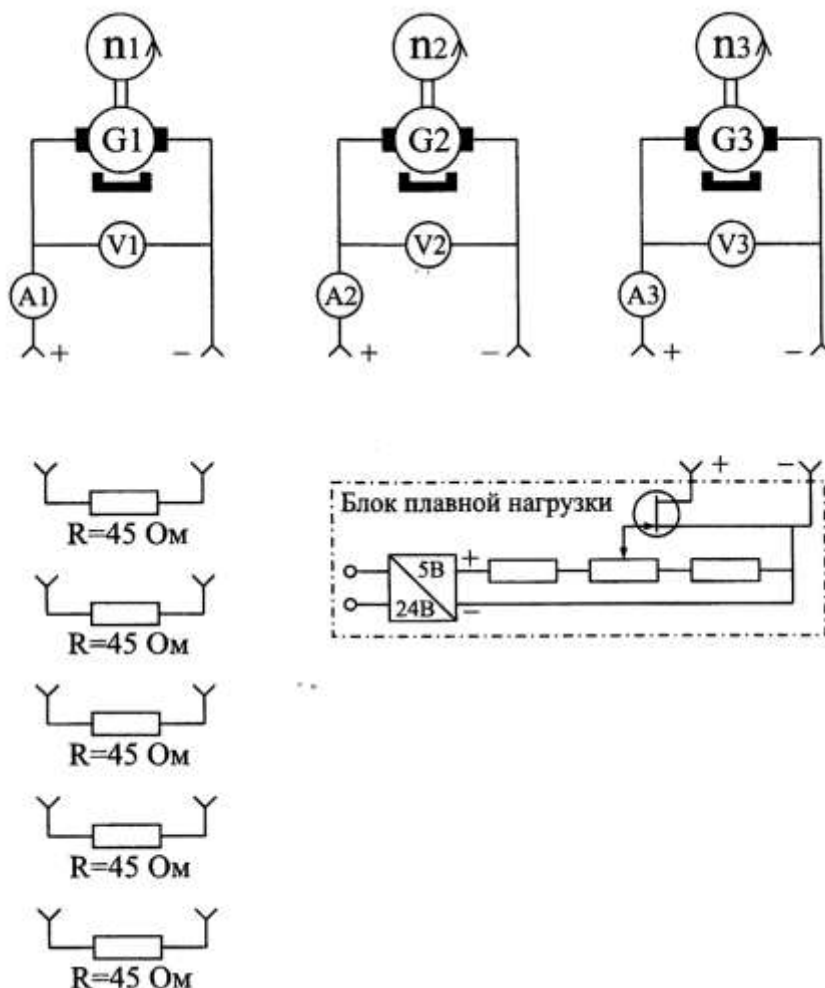 n1 n2 n3
G1 G2 G3
V1 V2 V3
A1 A2 A3
+ − + − + −
+ −
Блок плавной нагрузки
5В +
24В −
R=45 Ом
R=45 Ом
R=45 Ом
R=45 Ом
R=45 Ом